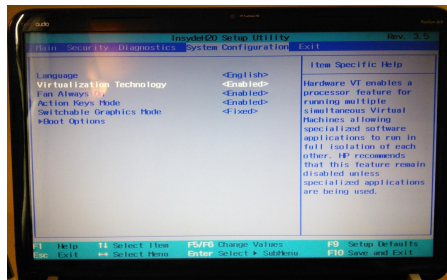 InsydeH20 Setup Utility Rev. 3.5
Main Security Diagnostics System Configuration Exit
Item Specific Help
Language <English>
Virtualization Technology <Enabled>
Fan Always On <Enabled>
Action Keys Mode <Enabled>
Switchable Graphics Mode <Fixed>
▶Boot Options
Hardware VT enables a
processor feature for
running multiple
simultaneous Virtual
Machines allowing
specialized software
applications to run in
full isolation of each
other. HP recommends
that this feature remain
disabled unless
specialized applications
are being used.
F1 Help ↑↓ Select Item F5/F6 Change Values F9 Setup Defaults
Esc Exit ↔ Select Menu Enter Select ▶ SubMenu F10 Save and Exit